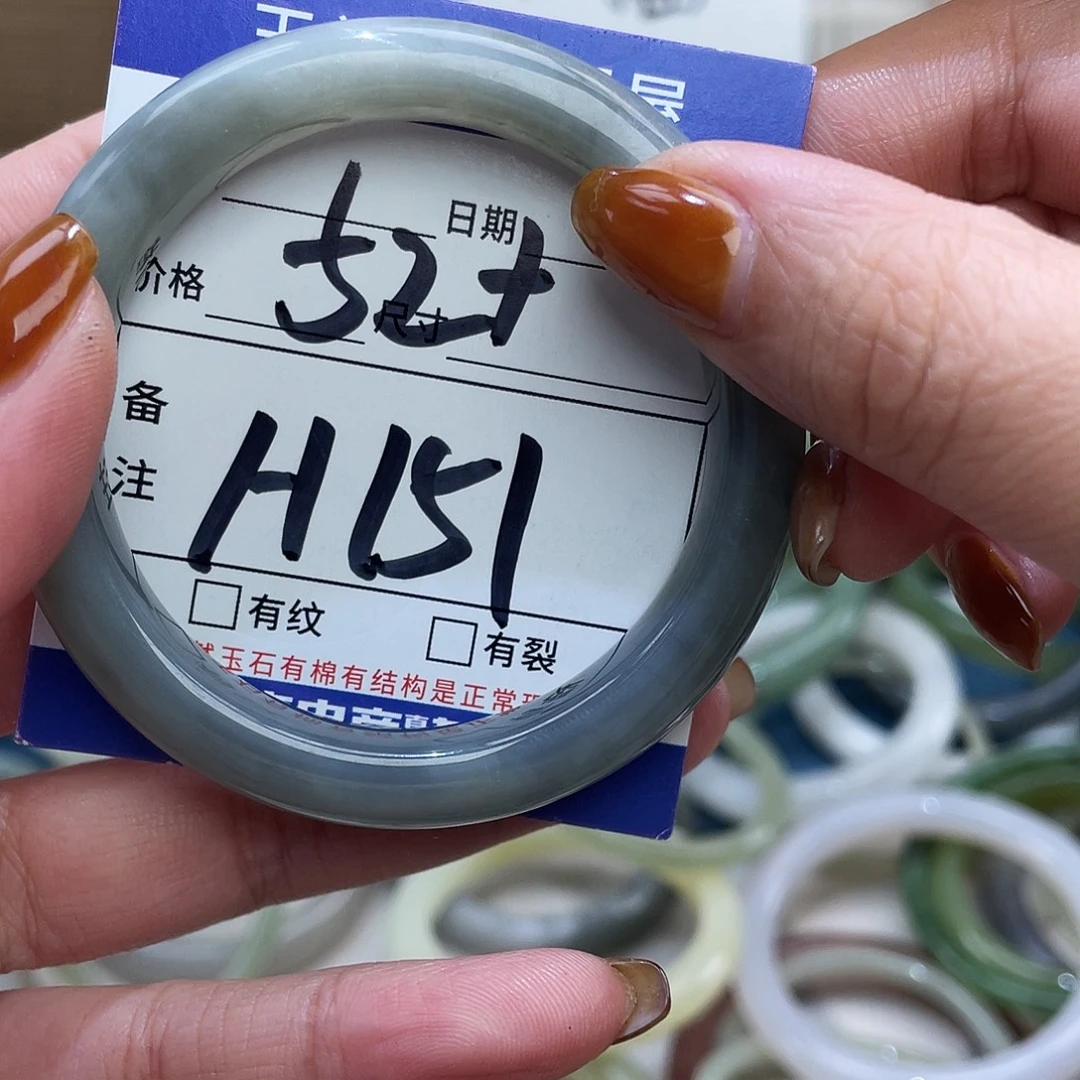 日期
价格
尺寸
52+
备
注
H151
□有纹 □有裂
玉石有棉有结构是正常